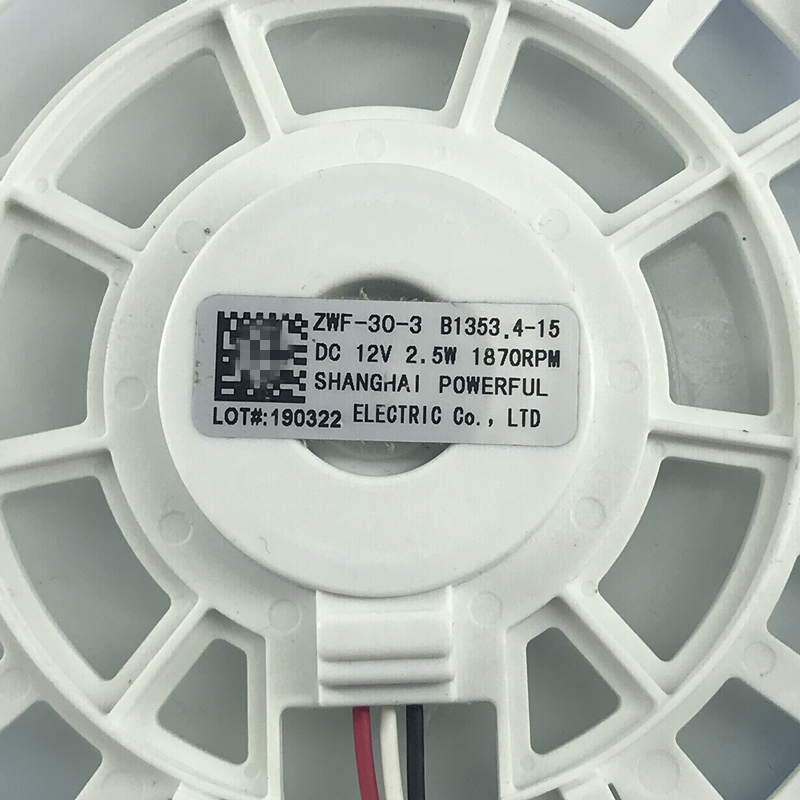 ZWF-30-3 B1353.4-15
DC 12V 2.5W 1870RPM
SHANGHAI POWERFUL
LOT#:190322 ELECTRIC Co., LTD